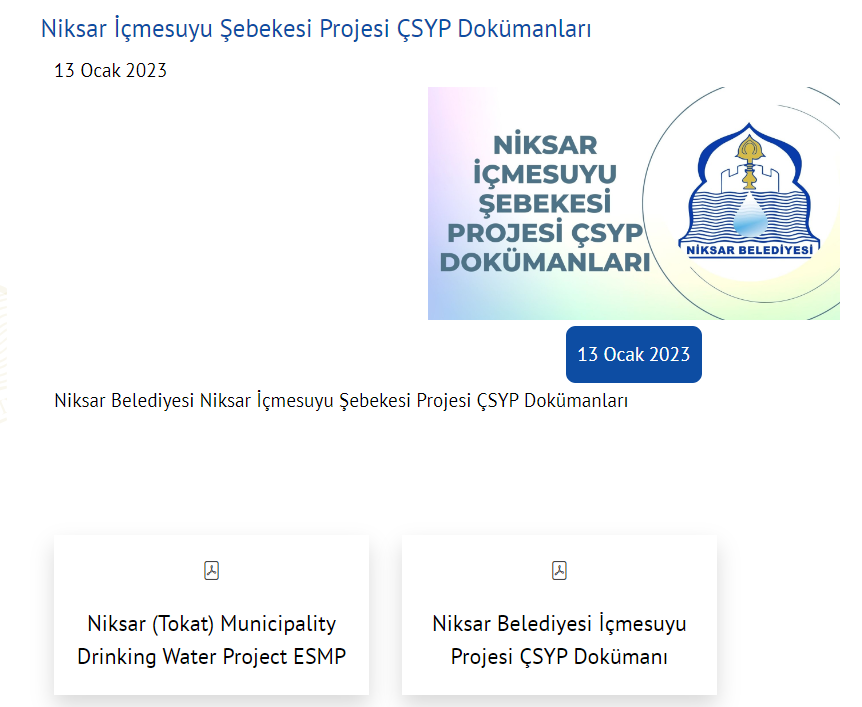 Niksar İçmesuyu Şebekesi Projesi ÇSYP Dokümanları
13 Ocak 2023
NİKSAR
İÇMESUYU
ŞEBEKESİ
PROJESİ ÇSYP
DOKÜMANLARI
NİKSAR BELEDİYESİ
13 Ocak 2023
Niksar Belediyesi Niksar İçmesuyu Şebekesi Projesi ÇSYP Dokümanları
Niksar (Tokat) Municipality
Drinking Water Project ESMP
Niksar Belediyesi İçmesuyu
Projesi ÇSYP Dokümanı